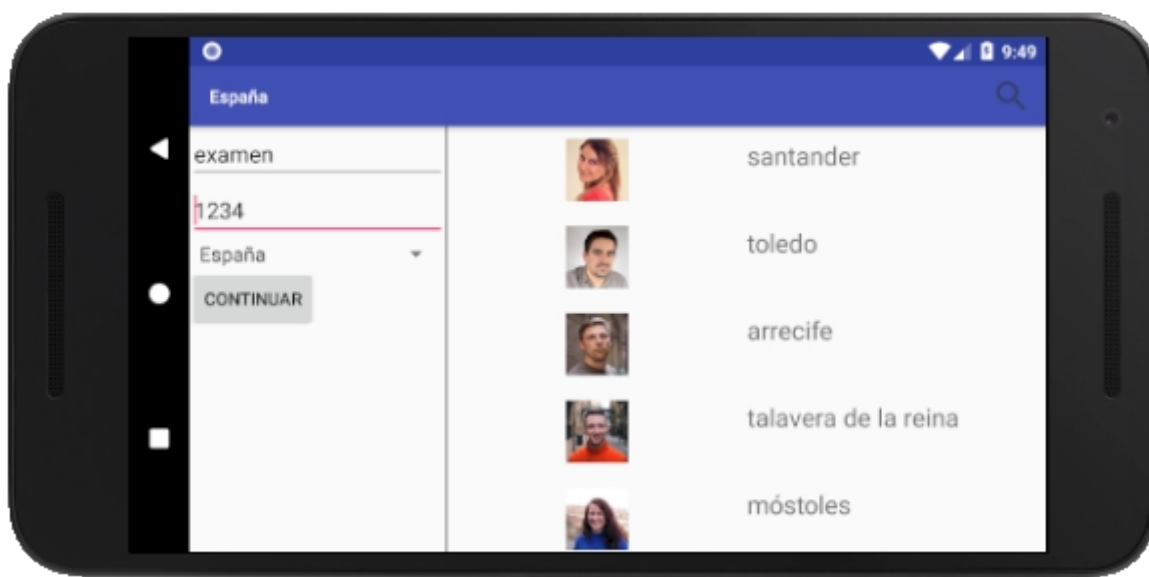 9:49
España
examen
1234
España
CONTINUAR
santander
toledo
arrecife
talavera de la reina
móstoles